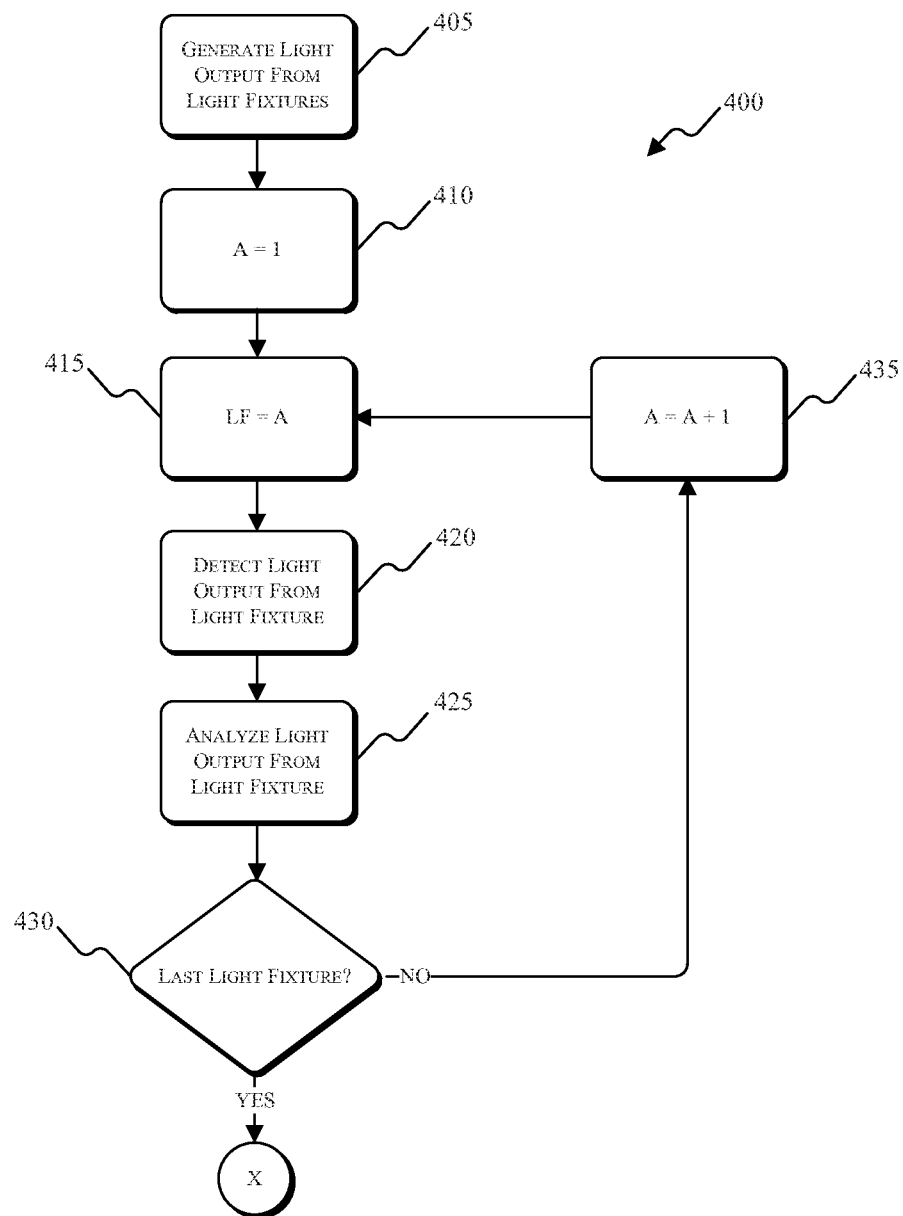 GENERATE LIGHT
OUTPUT FROM
LIGHT FIXTURES
405
400
A = 1
410
415
LF = A
A = A + 1
435
DETECT LIGHT
OUTPUT FROM
LIGHT FIXTURE
420
ANALYZE LIGHT
OUTPUT FROM
LIGHT FIXTURE
425
430
LAST LIGHT FIXTURE?
NO
YES
X